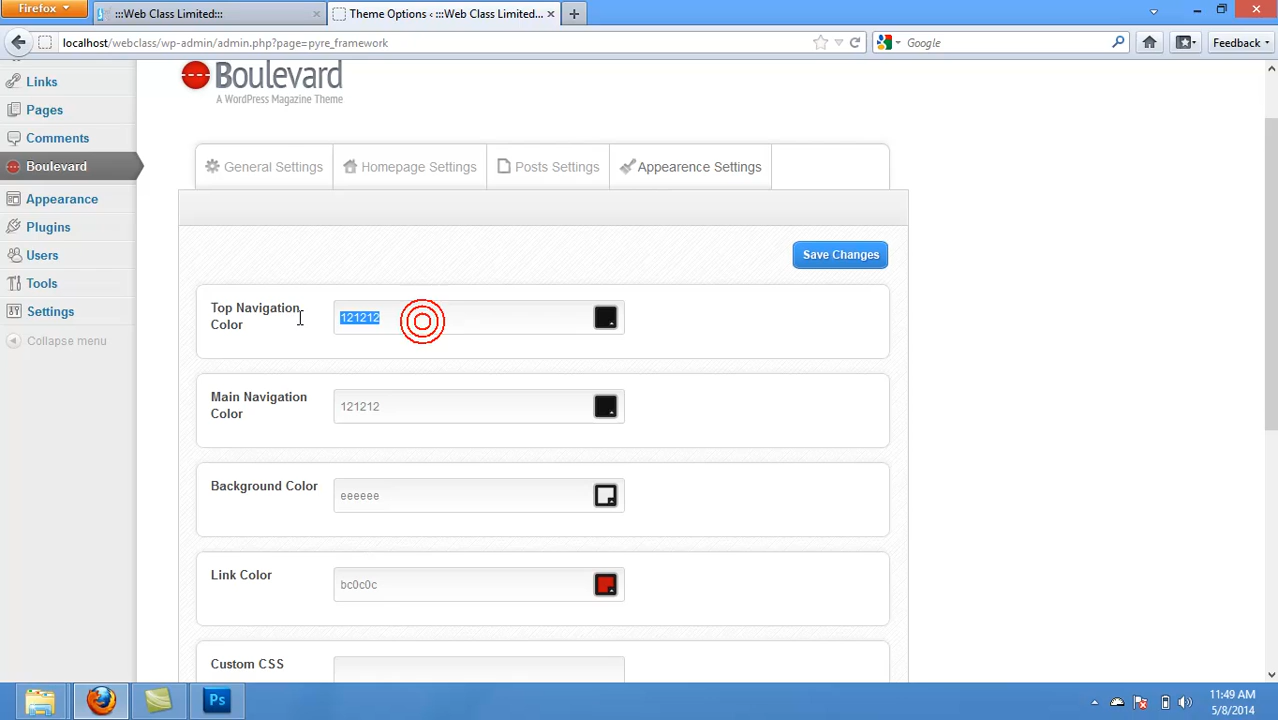 Firefox
:::Web Class Limited:::
Theme Options ‹ :::Web Class Limited...
localhost/webclass/wp-admin/admin.php?page=pyre_framework
Google
Feedback
Links
Pages
Comments
Boulevard
Appearance
Plugins
Users
Tools
Settings
Collapse menu
Boulevard
A WordPress Magazine Theme
General Settings
Homepage Settings
Posts Settings
Appearence Settings
Save Changes
Top Navigation
Color
121212
Main Navigation
Color
121212
Background Color
eeeeee
Link Color
bc0c0c
Custom CSS
Ps
11:49 AM
5/8/2014